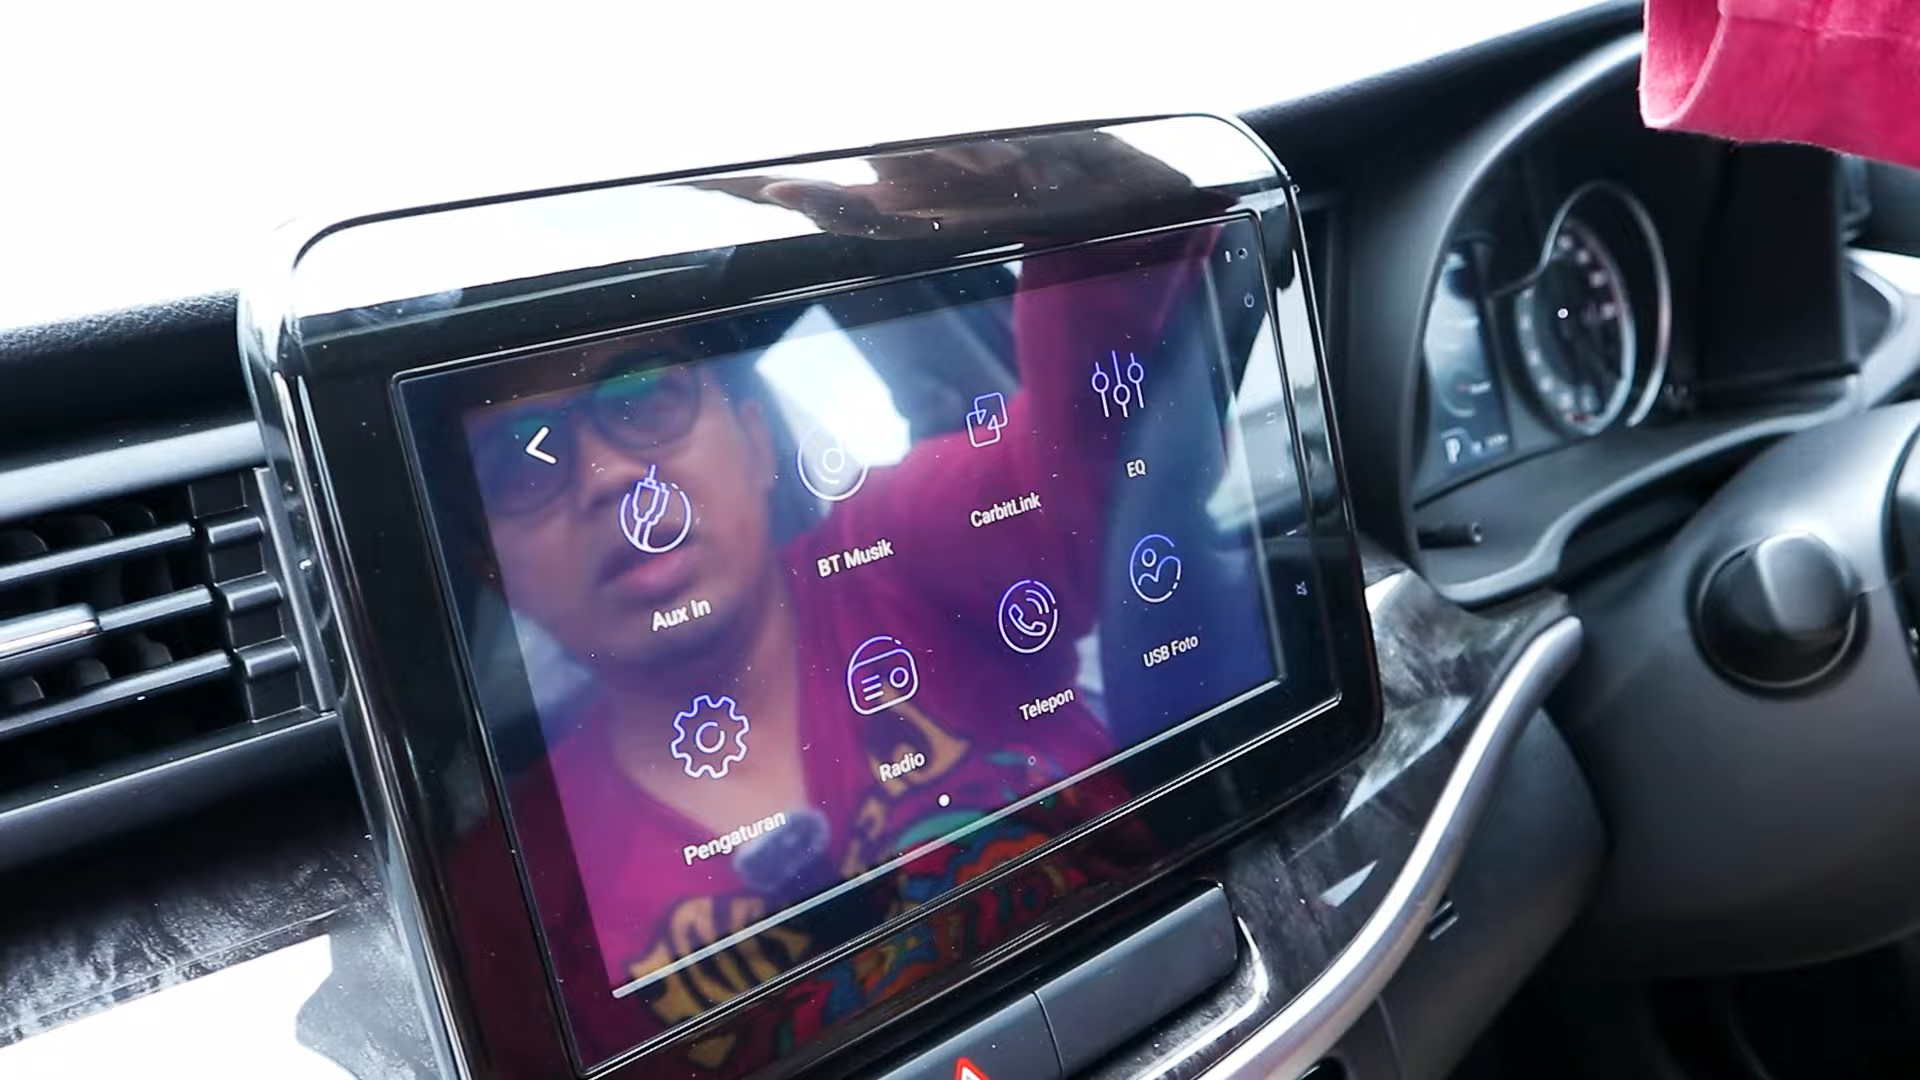 Aux In
BT Musik
CarbitLink
EQ
Pengaturan
Radio
Telepon
USB Foto
P